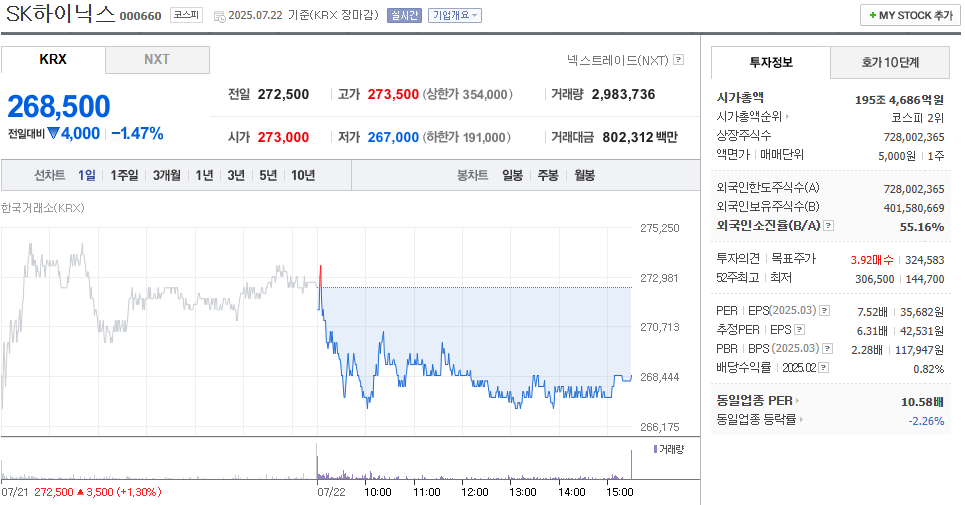 SK하이닉스 000660 코스피 2025.07.22 기준(KRX 장마감) 실시간 기업개요 MY STOCK 추가
KRX NXT
넥스트레이드(NXT) ?
268,500
전일대비 ▼4,000 -1.47%
전일 272,500 고가 273,500 (상한가 354,000) 거래량 2,983,736
시가 273,000 저가 267,000 (하한가 191,000) 거래대금 802,312 백만
선차트 1일 1주일 3개월 1년 3년 5년 10년 봉차트 일봉 주봉 월봉
한국거래소(KRX)
275,250
272,981
270,713
268,444
266,175
거래량
07/21 272,500 ▲ 3,500 (+1.30%) 07/22 10:00 11:00 12:00 13:00 14:00 15:00
투자정보 호가 10단계
시가총액 195조 4,686억원
시가총액순위 코스피 2위
상장주식수 728,002,365
액면가 매매단위 5,000원 1주
외국인한도주식수(A) 728,002,365
외국인보유주식수(B) 401,580,669
외국인소진율(B/A) ? 55.16%
투자의견 목표주가 3.92매수 324,583
52주최고 최저 306,500 144,700
PER EPS(2025.03) ? 7.52배 35,682원
추정PER EPS ? 6.31배 42,531원
PBR BPS (2025.03) ? 2.28배 117,947원
배당수익률 2025.02 ? 0.82%
동일업종 PER 10.58배
동일업종 등락률 -2.26%